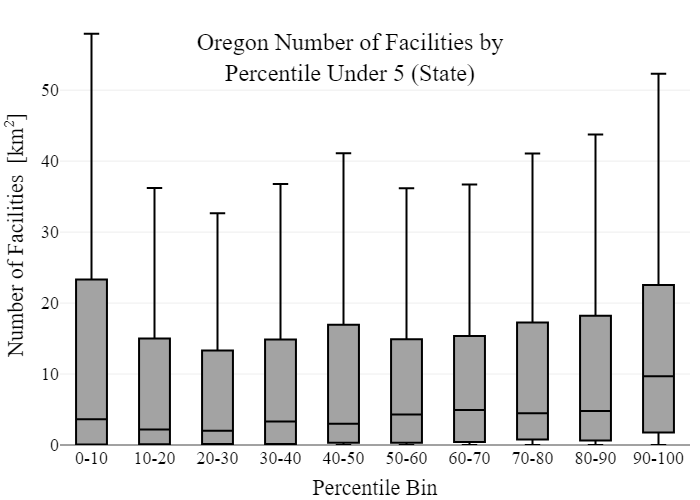 Oregon Number of Facilities by
Percentile Under 5 (State)
Number of Facilities [km²]
50
40
30
20
10
0
0-10 10-20 20-30 30-40 40-50 50-60 60-70 70-80 80-90 90-100
Percentile Bin